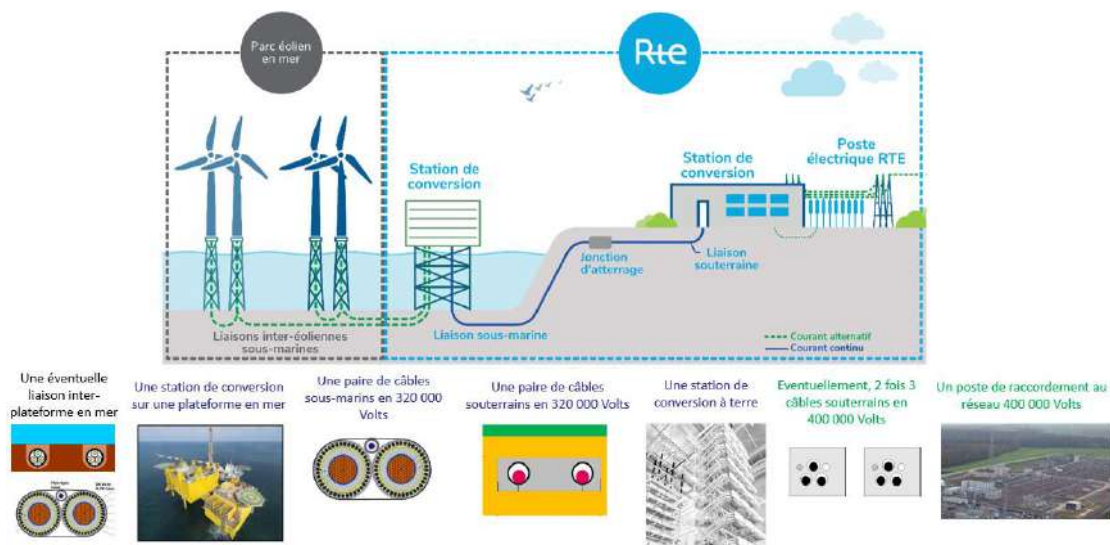 Parc éolien
en mer
Rte
Station de
conversion
Station de
conversion
Poste
électrique RTE
Jonction
d'atterrage
Liaison
souterraine
Liaison sous-marine
Liaisons inter-éoliennes
sous-marines
Courant alternatif
Courant continu
Une éventuelle
liaison inter-
plateforme en mer
Une station de conversion
sur une plateforme en mer
Une paire de câbles
sous-marins en 320 000
Volts
Une paire de câbles
souterrains en 320 000 Volts
Une station de
conversion à terre
Eventuellement, 2 fois 3
câbles souterrains en
400 000 Volts
Un poste de raccordement au
réseau 400 000 Volts